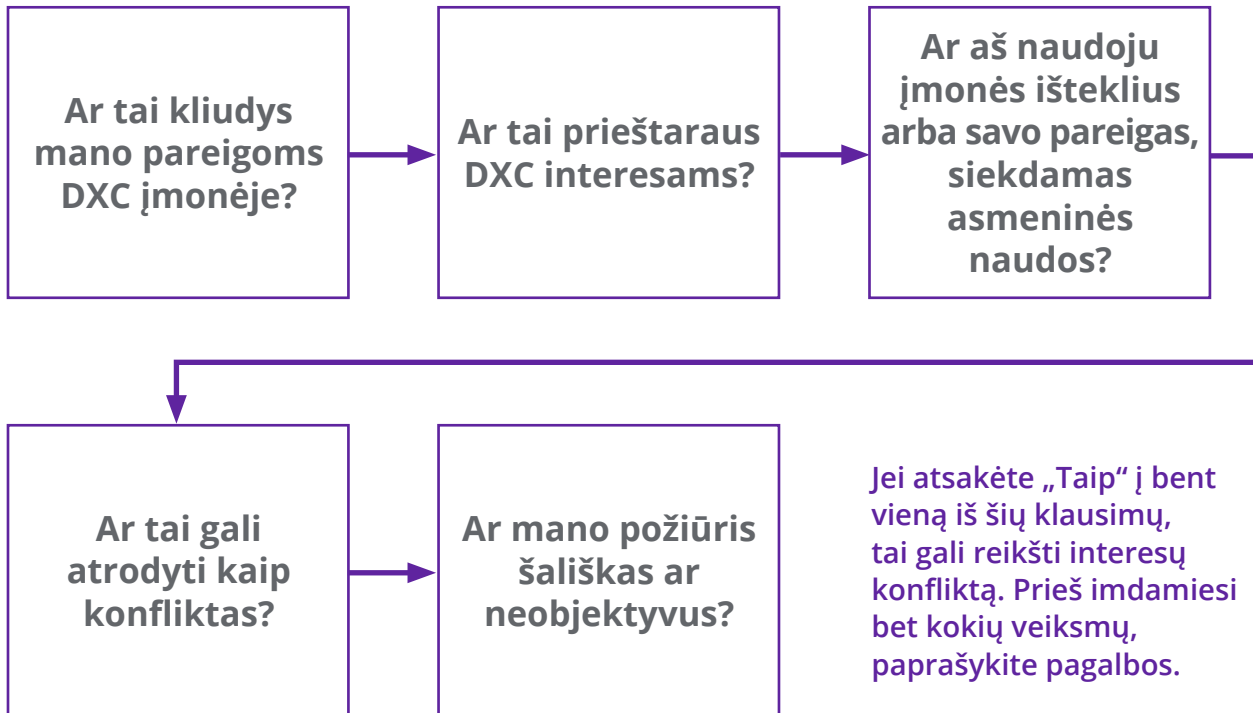 Ar tai kliudys
mano pareigoms
DXC įmonėje?
Ar tai prieštaraus
DXC interesams?
Ar aš naudoju
įmonės išteklius
arba savo pareigas,
siekdamas
asmeninės
naudos?
Ar tai gali
atrodyti kaip
konfliktas?
Ar mano požiūris
šališkas ar
neobjektyvus?
Jei atsakėte „Taip“ į bent
vieną iš šių klausimų,
tai gali reikšti interesų
konfliktą. Prieš imdamiesi
bet kokių veiksmų,
paprašykite pagalbos.